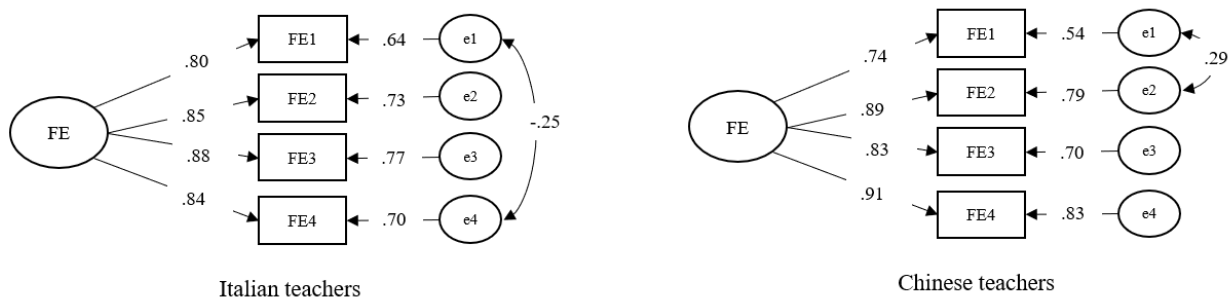 .80
.85
.88
.84
FE
FE1
FE2
FE3
FE4
.64
.73
.77
.70
e1
e2
e3
e4
-.25
Italian teachers
.74
.89
.83
.91
FE
FE1
FE2
FE3
FE4
.54
.79
.70
.83
e1
e2
e3
e4
.29
Chinese teachers